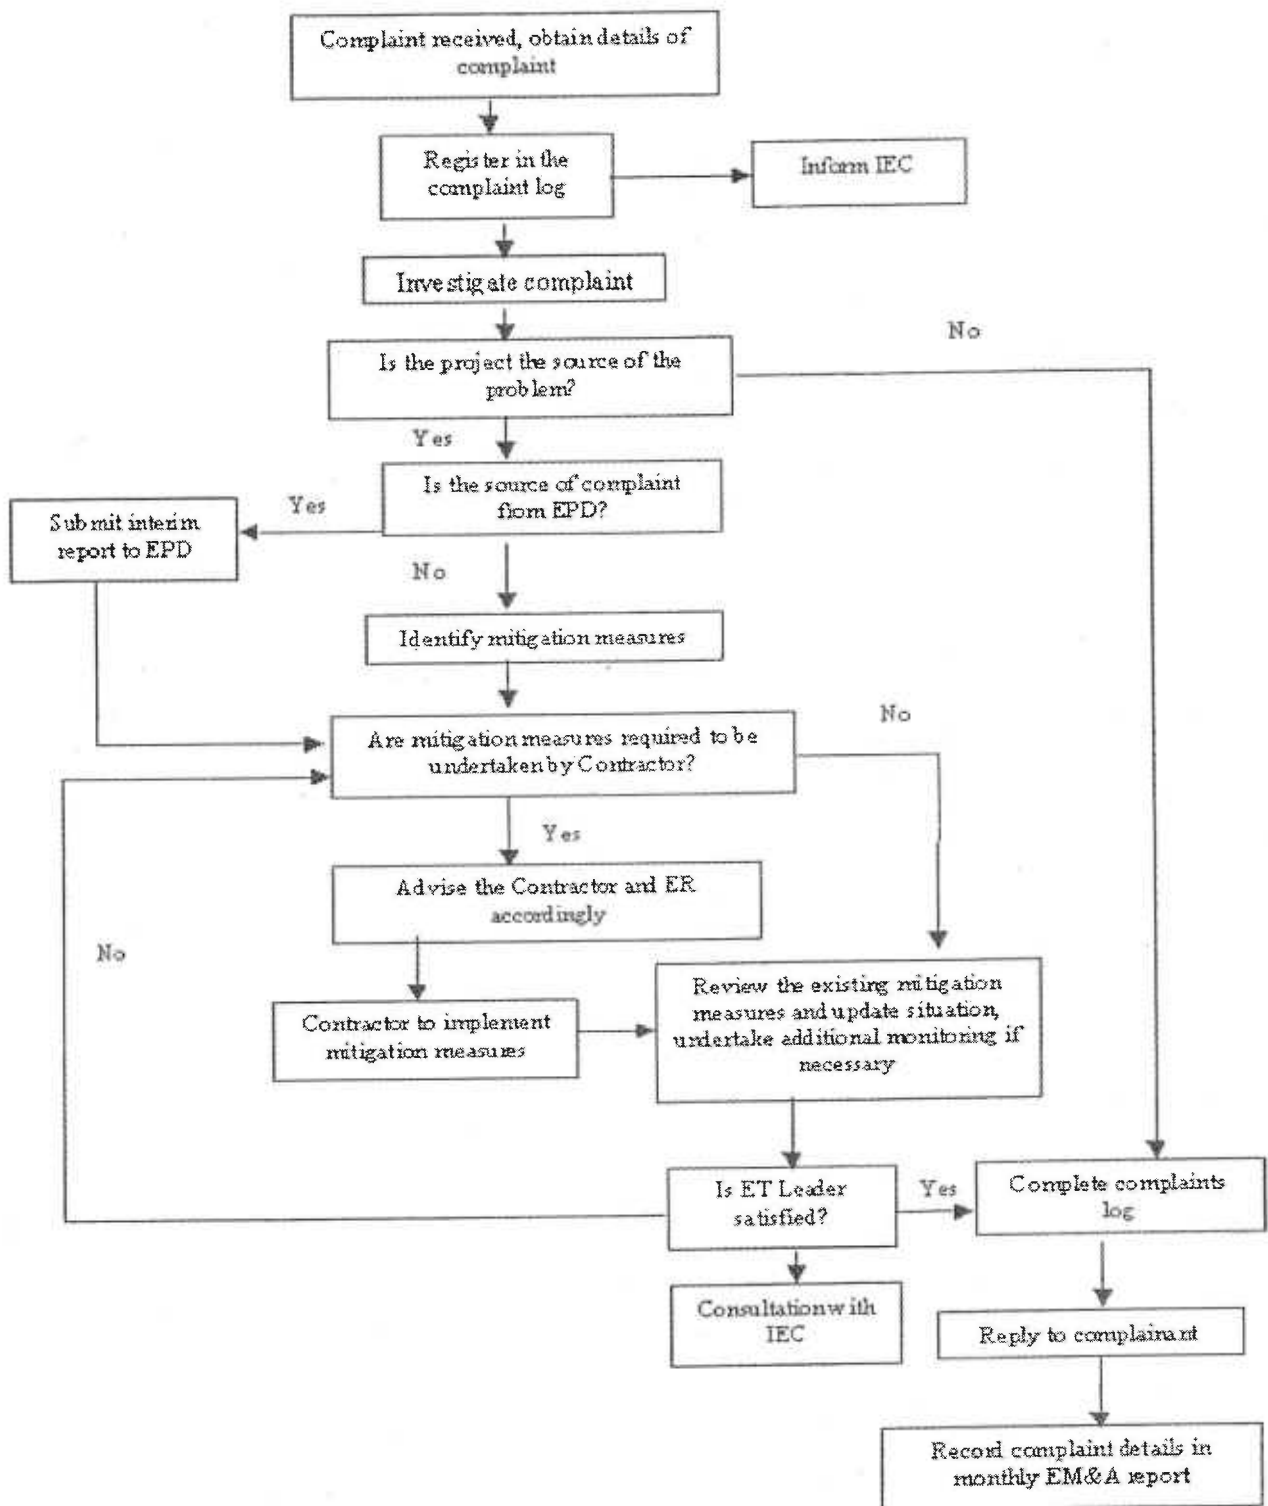 Complaint received, obtain details of
complaint
Register in the
complaint log
Inform IEC
Investigate complaint
No
Is the project the source of the
problem?
Yes
Is the source of complaint
from EPD?
Yes
Submit interim
report to EPD
No
Identify mitigation measures
No
Are mitigation measures required to be
undertaken by Contractor?
Yes
Advise the Contractor and ER
accordingly
No
Review the existing mitigation
measures and update situation,
undertake additional monitoring if
necessary
Contractor to implement
mitigation measures
Is ET Leader
satisfied?
Yes
Complete complaints
log
Consultation with
IEC
Reply to complainant
Record complaint details in
monthly EM&A report